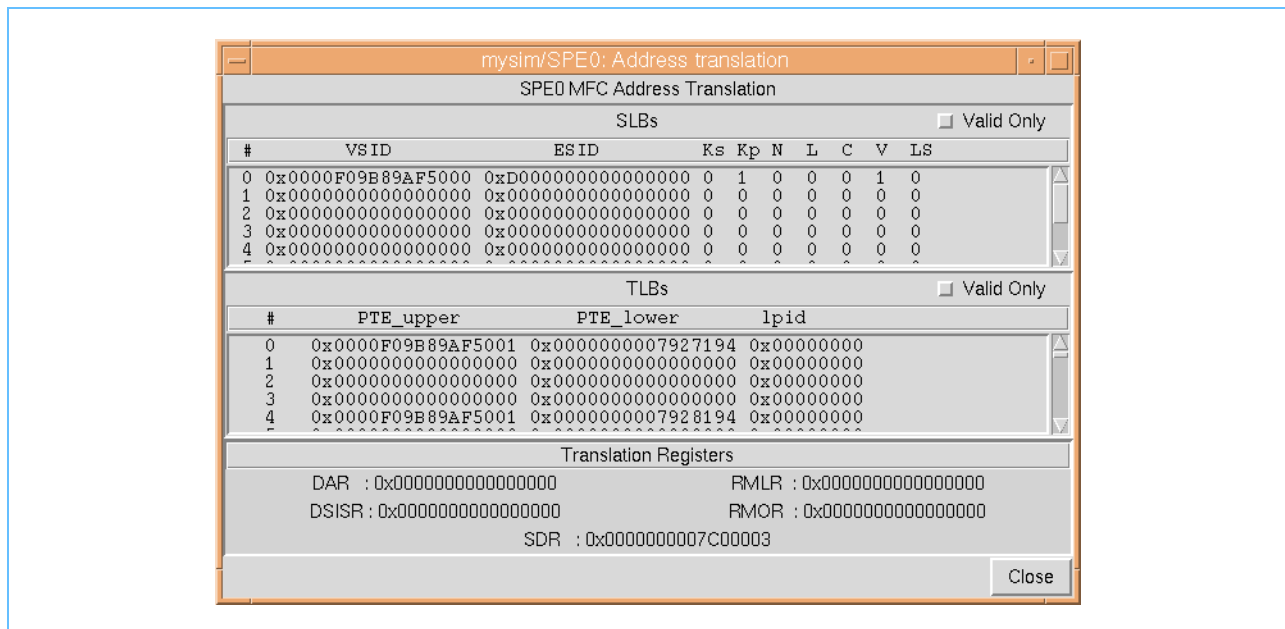 mysim/SPE0: Address translation
SPE0 MFC Address Translation
SLBs Valid Only
# VSID ESID Ks Kp N L C V LS
0 0x0000F09B89AF5000 0xD000000000000000 0 1 0 0 0 1 0
1 0x0000000000000000 0x0000000000000000 0 0 0 0 0 0 0
2 0x0000000000000000 0x0000000000000000 0 0 0 0 0 0 0
3 0x0000000000000000 0x0000000000000000 0 0 0 0 0 0 0
4 0x0000000000000000 0x0000000000000000 0 0 0 0 0 0 0
TLBs Valid Only
# PTE_upper PTE_lower lpid
0 0x0000F09B89AF5001 0x0000000007927194 0x00000000
1 0x0000000000000000 0x0000000000000000 0x00000000
2 0x0000000000000000 0x0000000000000000 0x00000000
3 0x0000000000000000 0x0000000000000000 0x00000000
4 0x0000F09B89AF5001 0x0000000007928194 0x00000000
Translation Registers
DAR : 0x0000000000000000 RMLR : 0x0000000000000000
DSISR : 0x0000000000000000 RMOR : 0x0000000000000000
SDR : 0x0000000007C00003
Close